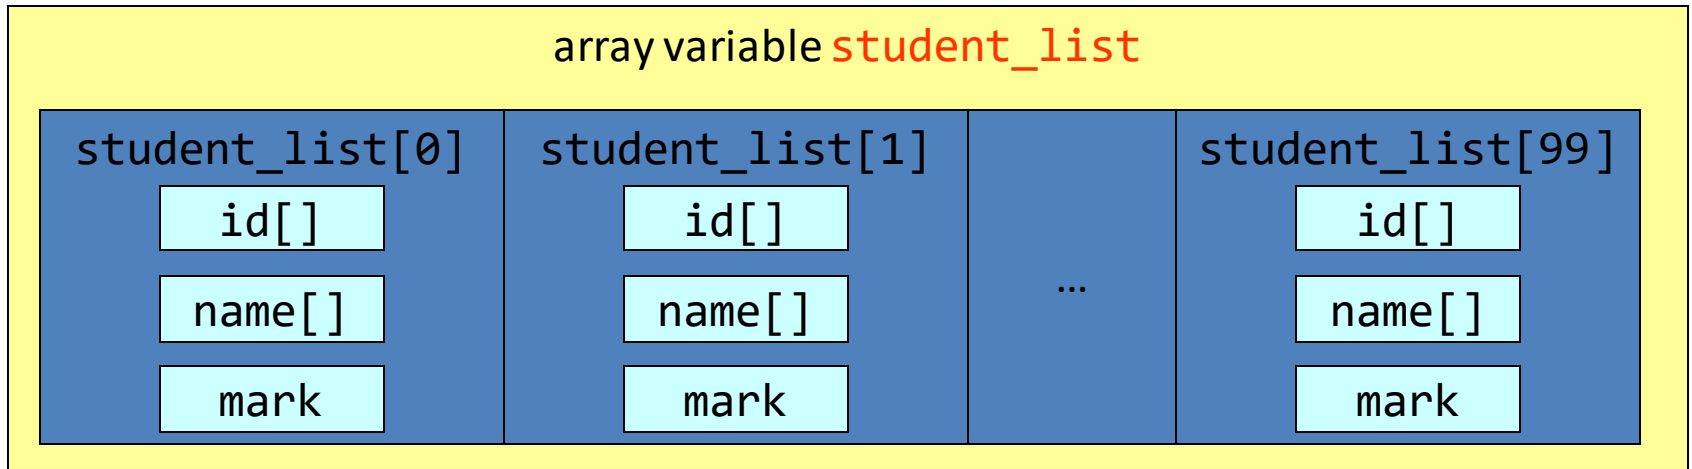 array variable student_list
student_list[0] student_list[1] student_list[99]
id[] id[] id[]
name[] name[] … name[]
mark mark mark